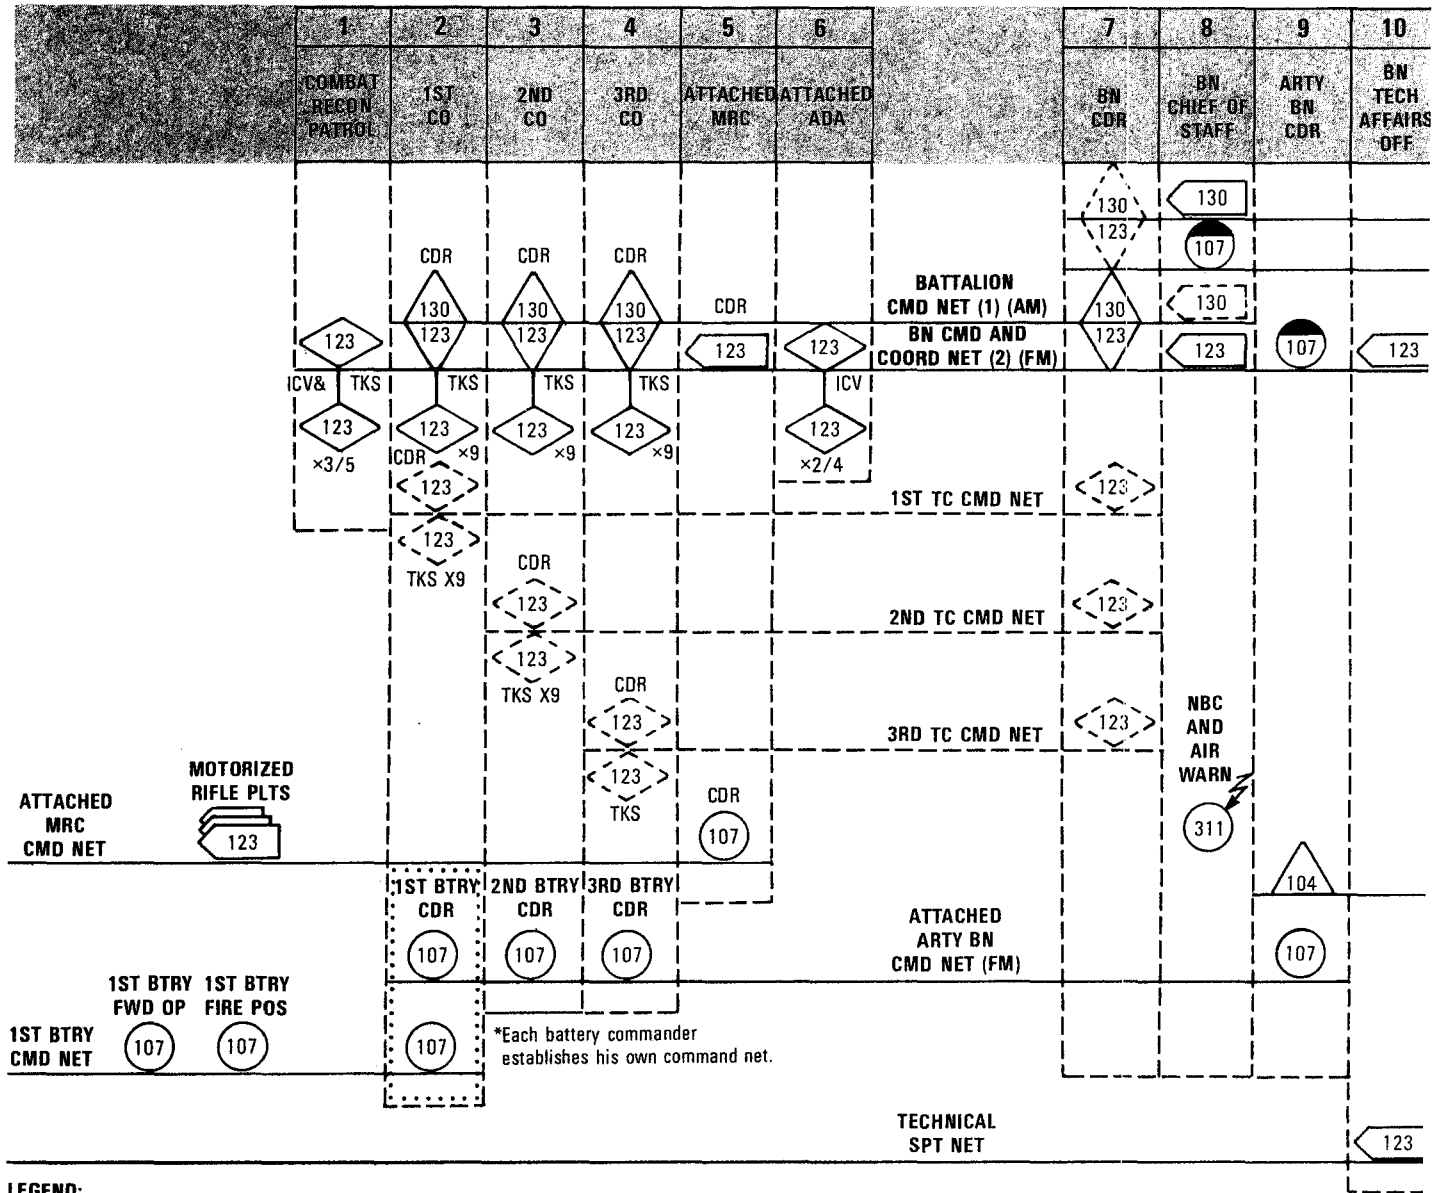 1 2 3 4 5 6 7 8 9 10
COMBAT RECON PATROL
1ST CO
2ND CO
3RD CO
ATTACHED MRC
ATTACHED ADA
BN CDR
BN CHIEF OF STAFF
ARTY BN CDR
BN TECH AFFAIRS OFF
130 130
123 107
CDR CDR CDR
BATTALION
CMD NET (1) (AM)
130 130 130 CDR 130 130
BN CMD AND
COORD NET (2) (FM)
123 123 123 123 123 123 123 123 107 123
ICV& TKS TKS TKS TKS ICV
123 123 123 123 123
×3/5 ×9 ×9 ×9 ×2/4
CDR
123 1ST TC CMD NET 123
123
TKS X9
CDR
123 2ND TC CMD NET 123
123
TKS X9
CDR
123 3RD TC CMD NET 123
123
TKS
NBC
AND
AIR
WARN
311
ATTACHED
MRC
CMD NET
MOTORIZED
RIFLE PLTS
123
CDR
107
104
1ST BTRY
CDR
2ND BTRY
CDR
3RD BTRY
CDR
107 107 107
ATTACHED
ARTY BN
CMD NET (FM)
107
1ST BTRY
CMD NET
1ST BTRY
FWD OP
1ST BTRY
FIRE POS
107 107 107
*Each battery commander
establishes his own command net.
TECHNICAL
SPT NET
123
LEGEND: